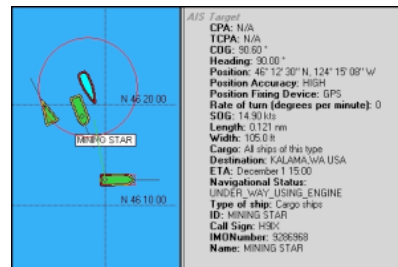 N 46 20 00
MINING STAR
N 46 10 00
AIS Target
CPA: N/A
TCPA: N/A
COG: 90.60 °
Heading: 90.00 °
Position: 46° 12' 30" N, 124° 15' 08" W
Position Accuracy: HIGH
Position Fixing Device: GPS
Rate of turn (degrees per minute): 0
SOG: 14.90 kts
Length: 0.121 nm
Width: 105.0 ft
Cargo: All ships of this type
Destination: KALAMA,WA USA
ETA: December 1 15:00
Navigational Status:
UNDER_WAY_USING_ENGINE
Type of ship: Cargo ships
ID: MINING STAR
Call Sign: H9IX
IMONumber: 9286968
Name: MINING STAR